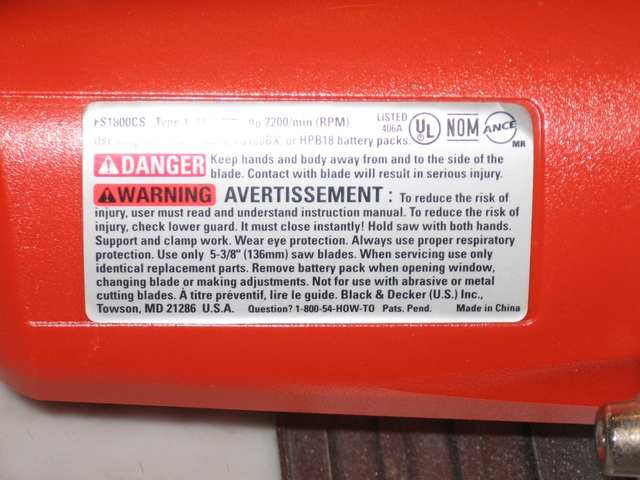 FS1800CS Type 1 n₀ 2200/min (RPM) LISTED 406A UL NOM ANCE MR
or HPB18 battery packs.
DANGER Keep hands and body away from and to the side of the
blade. Contact with blade will result in serious injury.
WARNING AVERTISSEMENT : To reduce the risk of
injury, user must read and understand instruction manual. To reduce the risk of
injury, check lower guard. It must close instantly! Hold saw with both hands.
Support and clamp work. Wear eye protection. Always use proper respiratory
protection. Use only 5-3/8" (136mm) saw blades. When servicing use only
identical replacement parts. Remove battery pack when opening window,
changing blade or making adjustments. Not for use with abrasive or metal
cutting blades. À titre préventif, lire le guide. Black & Decker (U.S.) Inc.,
Towson, MD 21286 U.S.A. Question? 1-800-54-HOW-TO Pats. Pend. Made in China